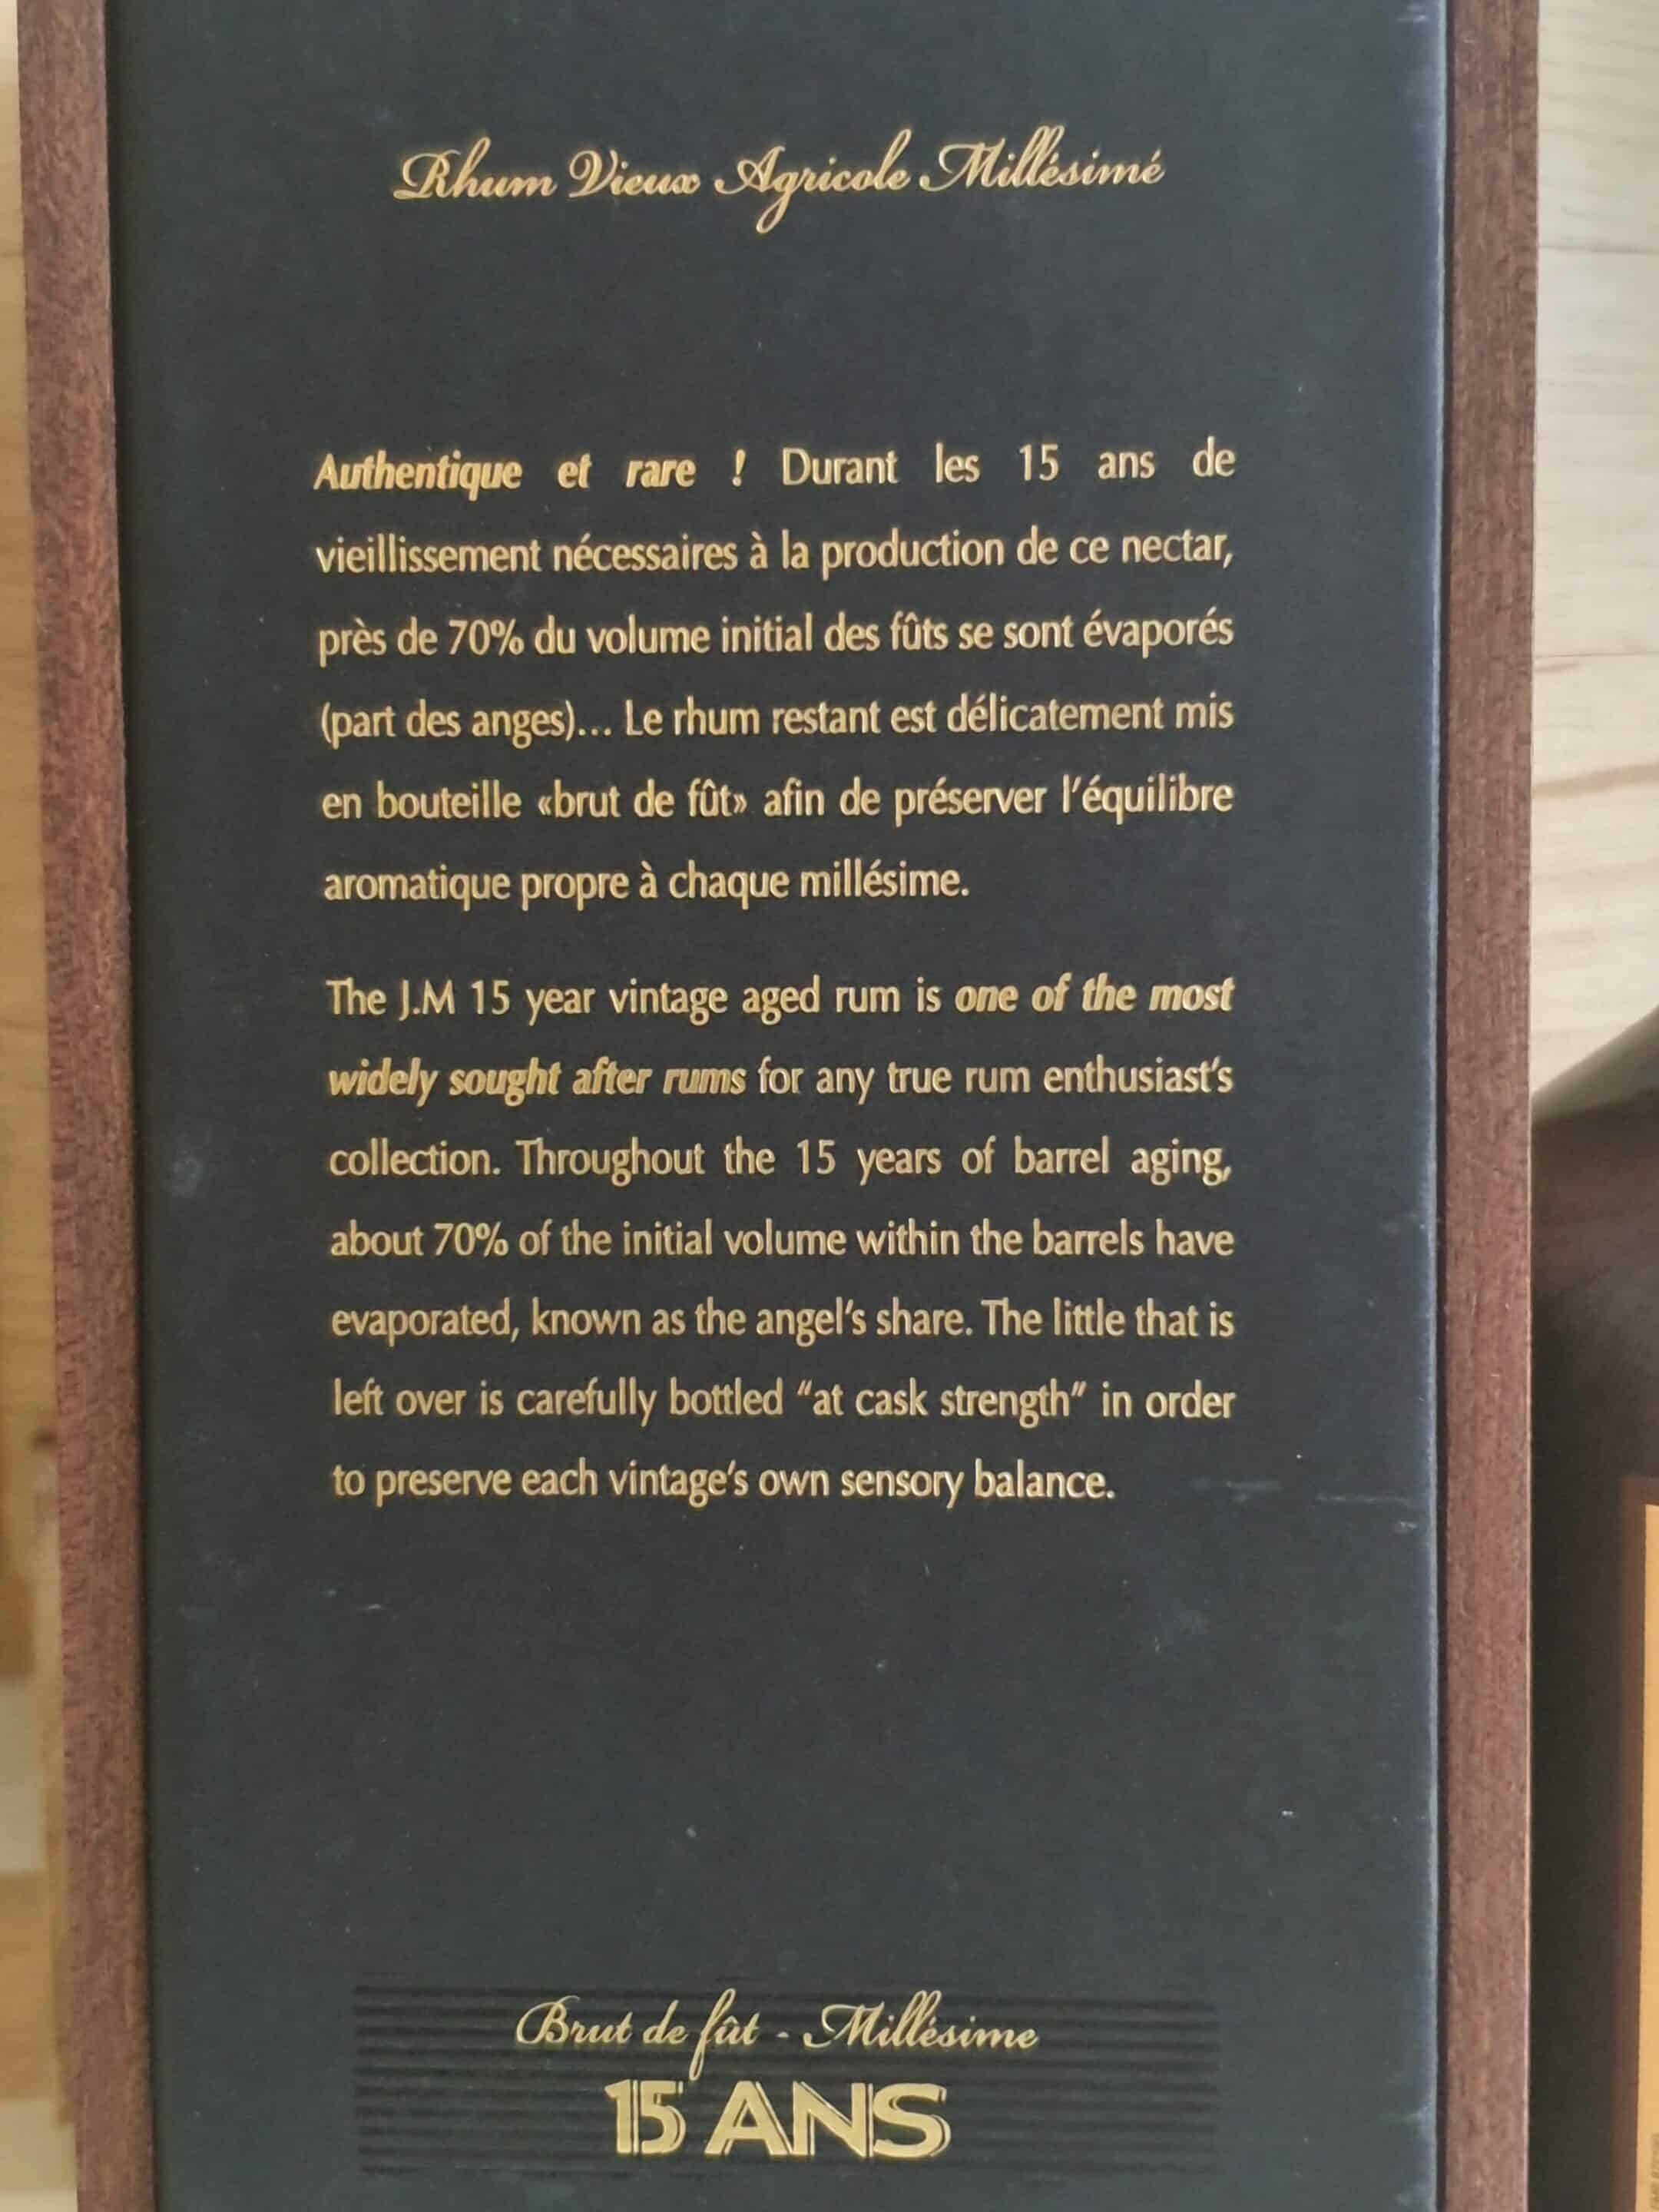 Rhum Vieux Agricole Millésimé
Authentique et rare ! Durant les 15 ans de
vieillissement nécessaires à la production de ce nectar,
près de 70% du volume initial des fûts se sont évaporés
(part des anges)... Le rhum restant est délicatement mis
en bouteille «brut de fût» afin de préserver l'équilibre
aromatique propre à chaque millésime.
The J.M 15 year vintage aged rum is one of the most
widely sought after rums for any true rum enthusiast's
collection. Throughout the 15 years of barrel aging,
about 70% of the initial volume within the barrels have
evaporated, known as the angel's share. The little that is
left over is carefully bottled "at cask strength" in order
to preserve each vintage's own sensory balance.
Brut de fût - Millésime
15 ANS